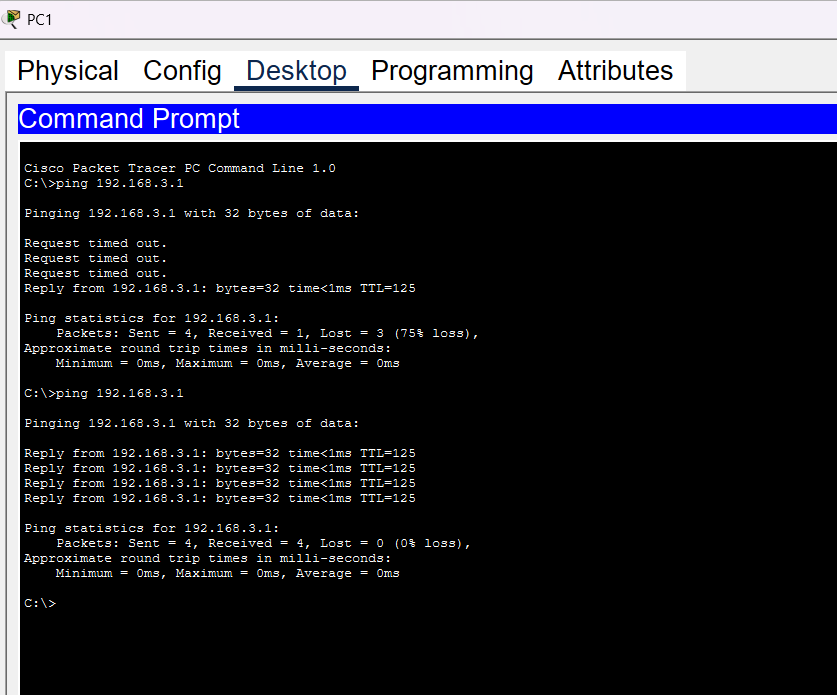 PC1
Physical Config Desktop Programming Attributes
Command Prompt
Cisco Packet Tracer PC Command Line 1.0
C:\>ping 192.168.3.1
Pinging 192.168.3.1 with 32 bytes of data:
Request timed out.
Request timed out.
Request timed out.
Reply from 192.168.3.1: bytes=32 time<1ms TTL=125
Ping statistics for 192.168.3.1:
    Packets: Sent = 4, Received = 1, Lost = 3 (75% loss),
Approximate round trip times in milli-seconds:
    Minimum = 0ms, Maximum = 0ms, Average = 0ms
C:\>ping 192.168.3.1
Pinging 192.168.3.1 with 32 bytes of data:
Reply from 192.168.3.1: bytes=32 time<1ms TTL=125
Reply from 192.168.3.1: bytes=32 time<1ms TTL=125
Reply from 192.168.3.1: bytes=32 time<1ms TTL=125
Reply from 192.168.3.1: bytes=32 time<1ms TTL=125
Ping statistics for 192.168.3.1:
    Packets: Sent = 4, Received = 4, Lost = 0 (0% loss),
Approximate round trip times in milli-seconds:
    Minimum = 0ms, Maximum = 0ms, Average = 0ms
C:\>